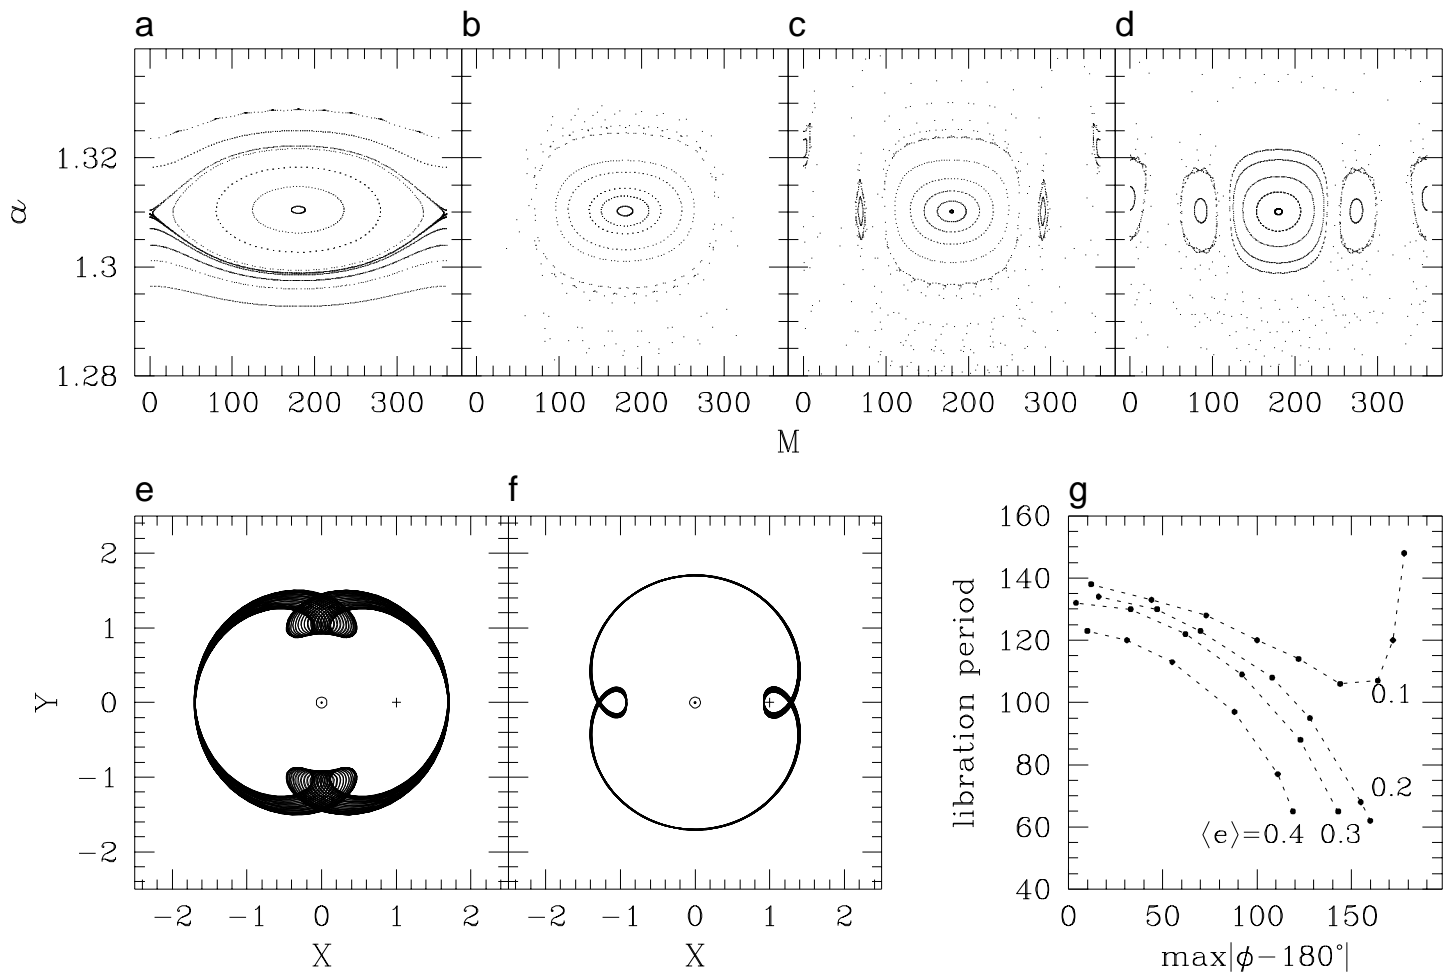 a b c d
1.32
a
1.3
1.28
0 100 200 300 0 100 200 300 0 100 200 300 0 100 200 300
M
e f g
2
1
Y 0
−1
−2
−2 −1 0 1 2 −2 −1 0 1 2
X X
160
140
120
libration period 100
80
60
40
0.1
0.2
⟨e⟩=0.4 0.3
0 50 100 150
max|ϕ−180°|